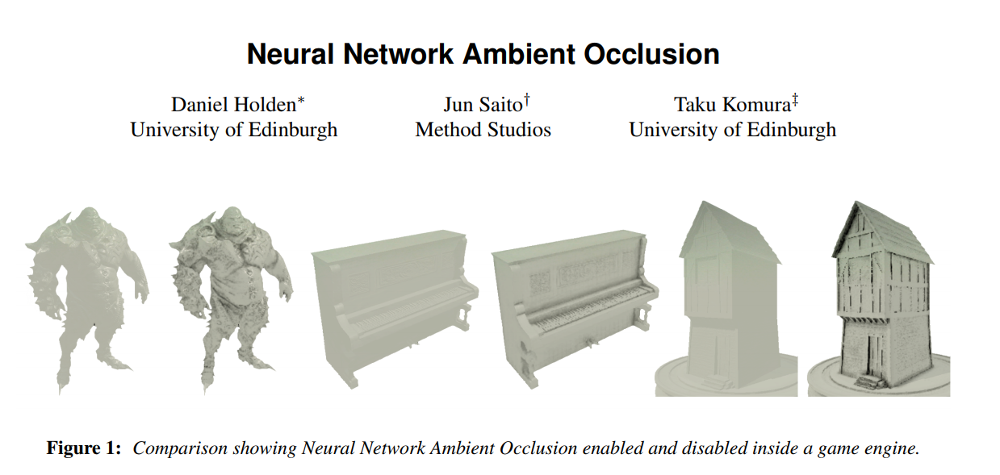 Neural Network Ambient Occlusion
Daniel Holden∗ Jun Saito† Taku Komura‡
University of Edinburgh Method Studios University of Edinburgh
Figure 1: Comparison showing Neural Network Ambient Occlusion enabled and disabled inside a game engine.